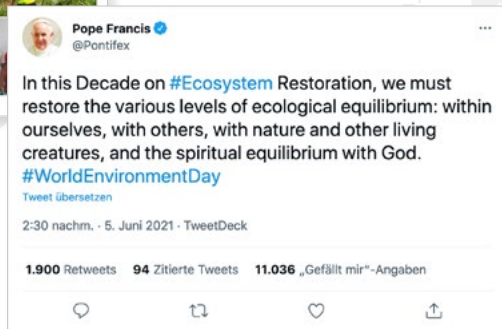 Pope Francis
@Pontifex
In this Decade on #Ecosystem Restoration, we must
restore the various levels of ecological equilibrium: within
ourselves, with others, with nature and other living
creatures, and the spiritual equilibrium with God.
#WorldEnvironmentDay
Tweet übersetzen
2:30 nachm. · 5. Juni 2021 · TweetDeck
1.900 Retweets 94 Zitierte Tweets 11.036 „Gefällt mir“-Angaben